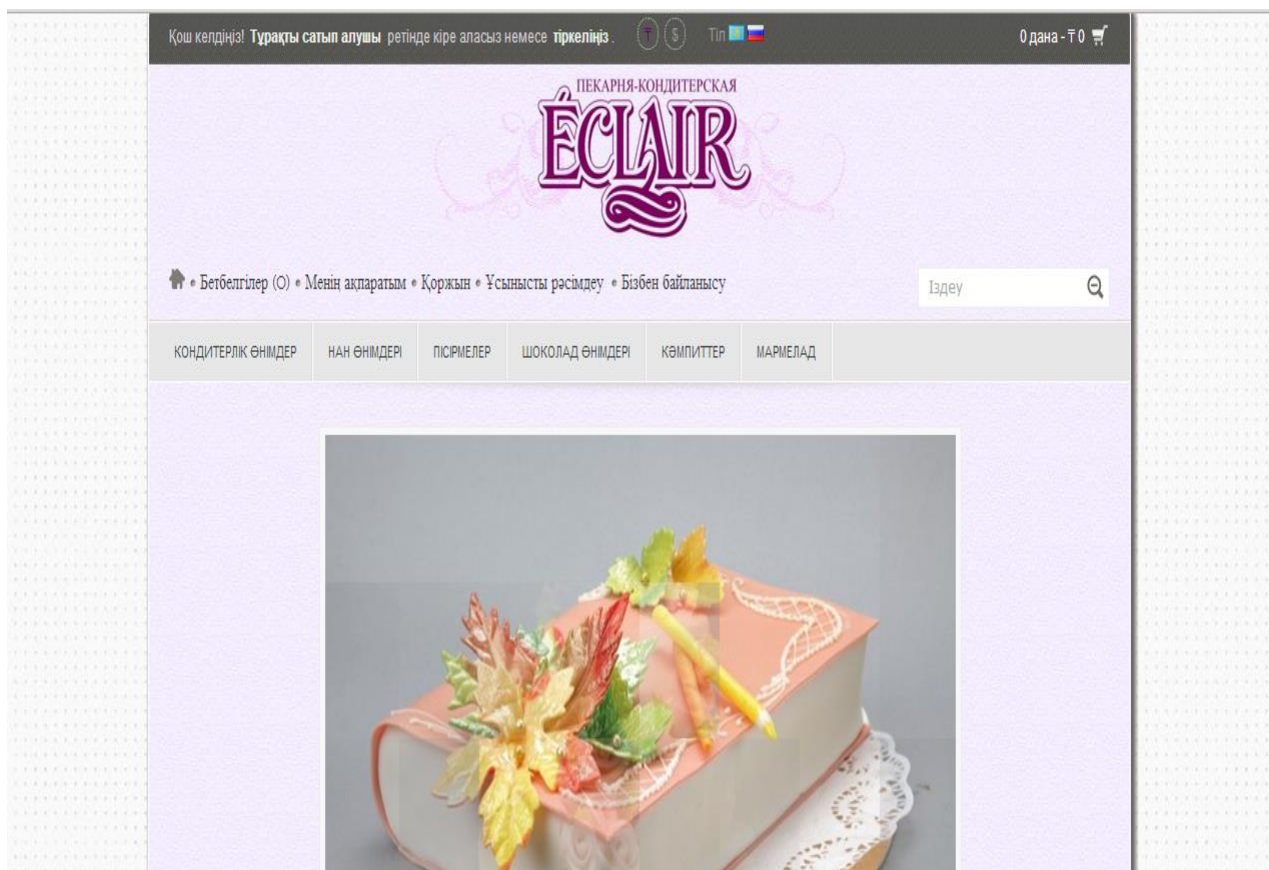 Қош келдіңіз! Тұрақты сатып алушы ретінде кіре аласыз немесе тіркеліңіз . ₸ $ Тіл 0 дана - ₸ 0
ПЕКАРНЯ-КОНДИТЕРСКАЯ
ÉCLAIR
• Бетбелгілер (0) • Менің ақпаратым • Қоржын • Ұсынысты рәсімдеу • Бізбен байланысу Іздеу
КОНДИТЕРЛІК ӨНІМДЕР НАН ӨНІМДЕРІ ПІСІРМЕЛЕР ШОКОЛАД ӨНІМДЕРІ КӘМПИТТЕР МАРМЕЛАД